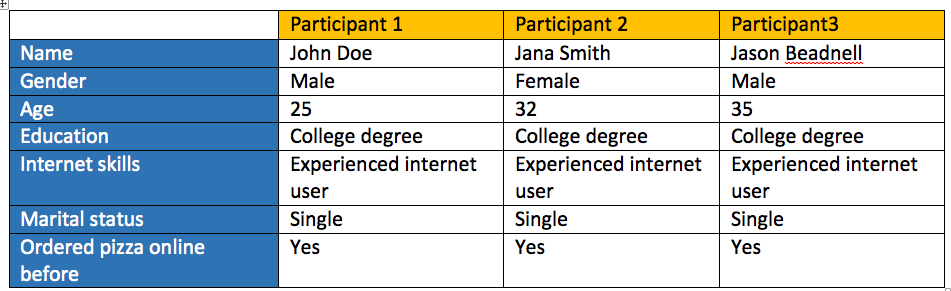 Participant 1 Participant 2 Participant3
Name John Doe Jana Smith Jason Beadnell
Gender Male Female Male
Age 25 32 35
Education College degree College degree College degree
Internet skills Experienced internet Experienced internet Experienced internet
user user user
Marital status Single Single Single
Ordered pizza online Yes Yes Yes
before